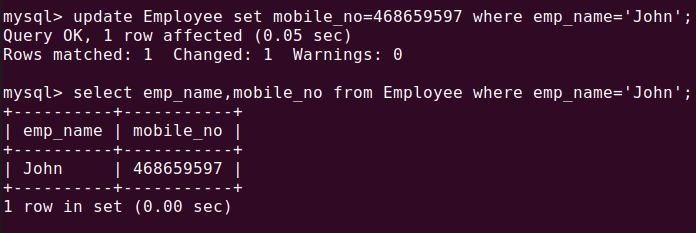 mysql> update Employee set mobile_no=468659597 where emp_name='John';
Query OK, 1 row affected (0.05 sec)
Rows matched: 1  Changed: 1  Warnings: 0

mysql> select emp_name,mobile_no from Employee where emp_name='John';
+----------+-----------+
| emp_name | mobile_no |
+----------+-----------+
| John     | 468659597 |
+----------+-----------+
1 row in set (0.00 sec)